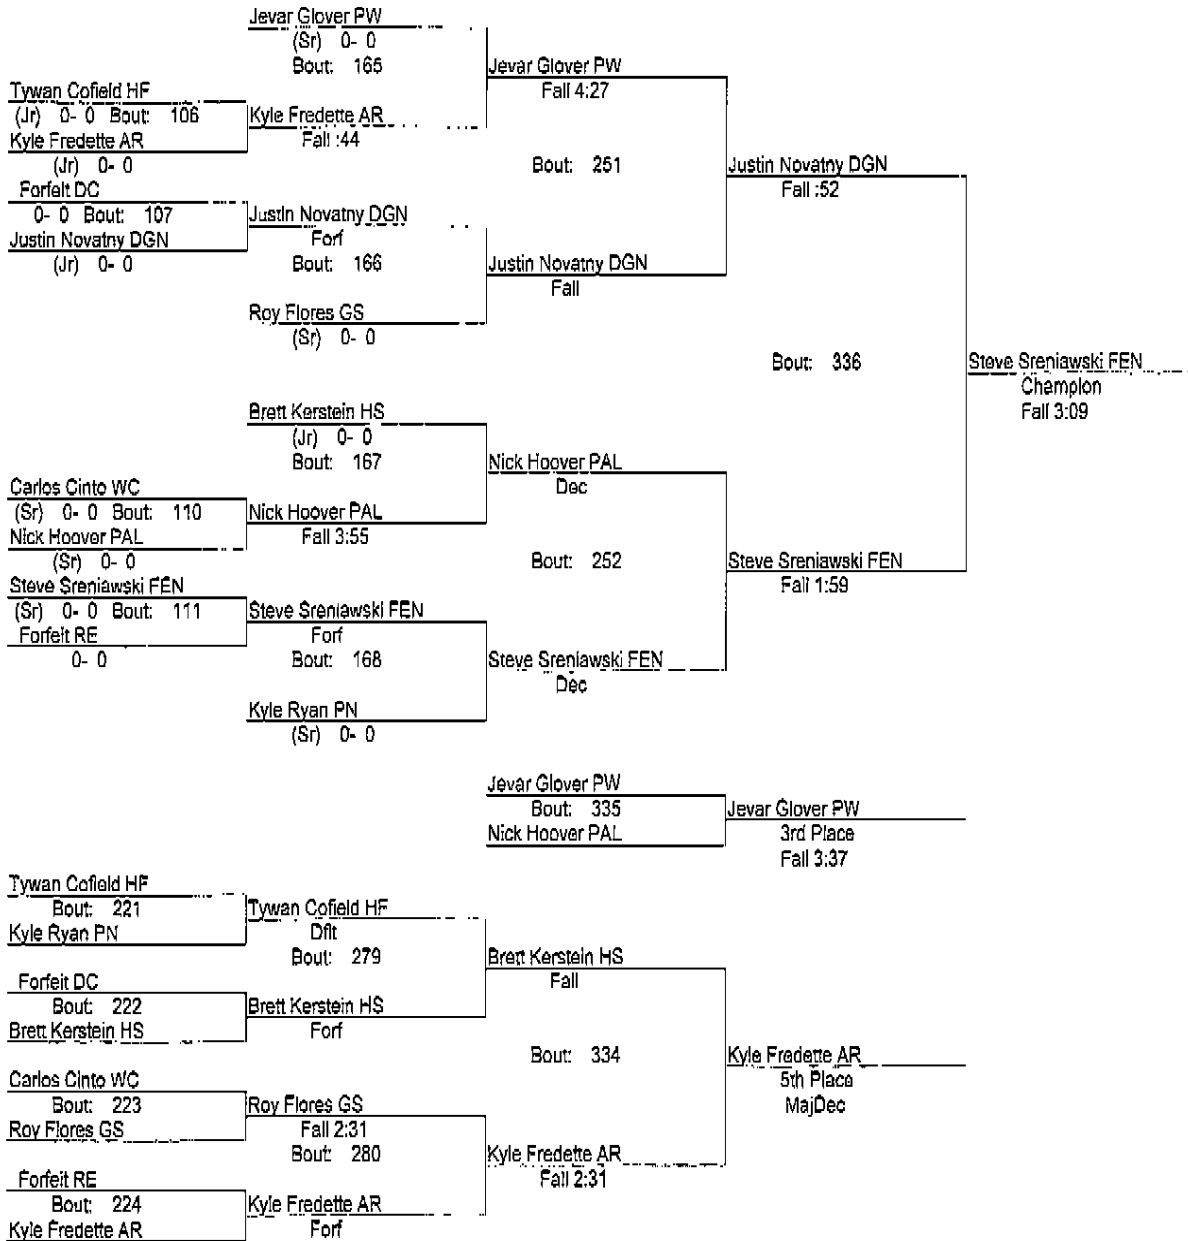 Jevar Glover PW
(Sr) 0- 0
Bout: 165
Jevar Glover PW
Fall 4:27
Tywan Cofield HF
(Jr) 0- 0 Bout: 106
Kyle Fredette AR
Fall :44
Kyle Fredette AR
(Jr) 0- 0
Bout: 251
Justin Novatny DGN
Fall :52
Forfeit DC
0- 0 Bout: 107
Justin Novatny DGN
Forf
Justin Novatny DGN
(Jr) 0- 0
Bout: 166
Justin Novatny DGN
Fall
Roy Flores GS
(Sr) 0- 0
Bout: 336
Steve Sreniawski FEN
Champion
Fall 3:09
Brett Kerstein HS
(Jr) 0- 0
Bout: 167
Nick Hoover PAL
Dec
Carlos Cinto WC
(Sr) 0- 0 Bout: 110
Nick Hoover PAL
Fall 3:55
Nick Hoover PAL
(Sr) 0- 0
Bout: 252
Steve Sreniawski FEN
Fall 1:59
Steve Sreniawski FEN
(Sr) 0- 0 Bout: 111
Steve Sreniawski FEN
Forf
Forfeit RE
0- 0
Bout: 168
Steve Sreniawski FEN
Dec
Kyle Ryan PN
(Sr) 0- 0
Jevar Glover PW
Bout: 335
Jevar Glover PW
Nick Hoover PAL
3rd Place
Fall 3:37
Tywan Cofield HF
Bout: 221
Tywan Cofield HF
Kyle Ryan PN
Dflt
Bout: 279
Brett Kerstein HS
Fall
Forfeit DC
Bout: 222
Brett Kerstein HS
Brett Kerstein HS
Forf
Bout: 334
Kyle Fredette AR
5th Place
MajDec
Carlos Cinto WC
Bout: 223
Roy Flores GS
Roy Flores GS
Fall 2:31
Bout: 280
Kyle Fredette AR
Fall 2:31
Forfeit RE
Bout: 224
Kyle Fredette AR
Kyle Fredette AR
Forf